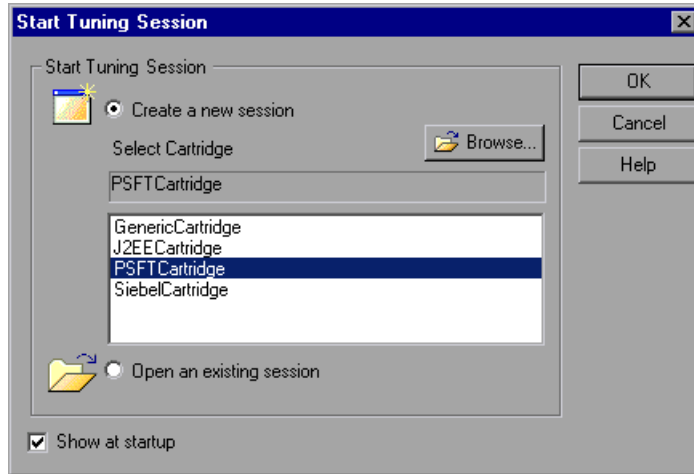 Start Tuning Session
Start Tuning Session
Create a new session
Select Cartridge
Browse...
PSFTCartridge
GenericCartridge
J2EECartridge
PSFTCartridge
SiebelCartridge
Open an existing session
Show at startup
OK
Cancel
Help